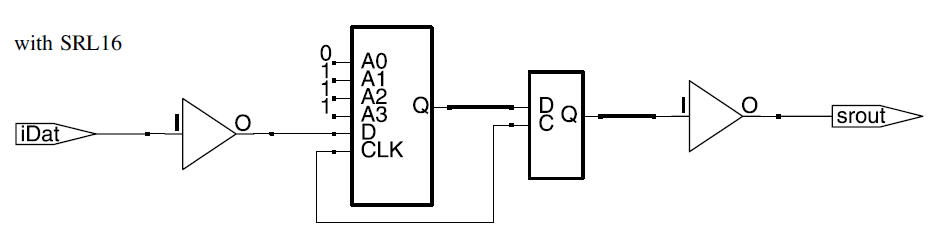 with SRL16
0
1
1
1
A0
A1
A2
A3
D
CLK
Q
D
C
Q
I
O
I
O
iDat
srout